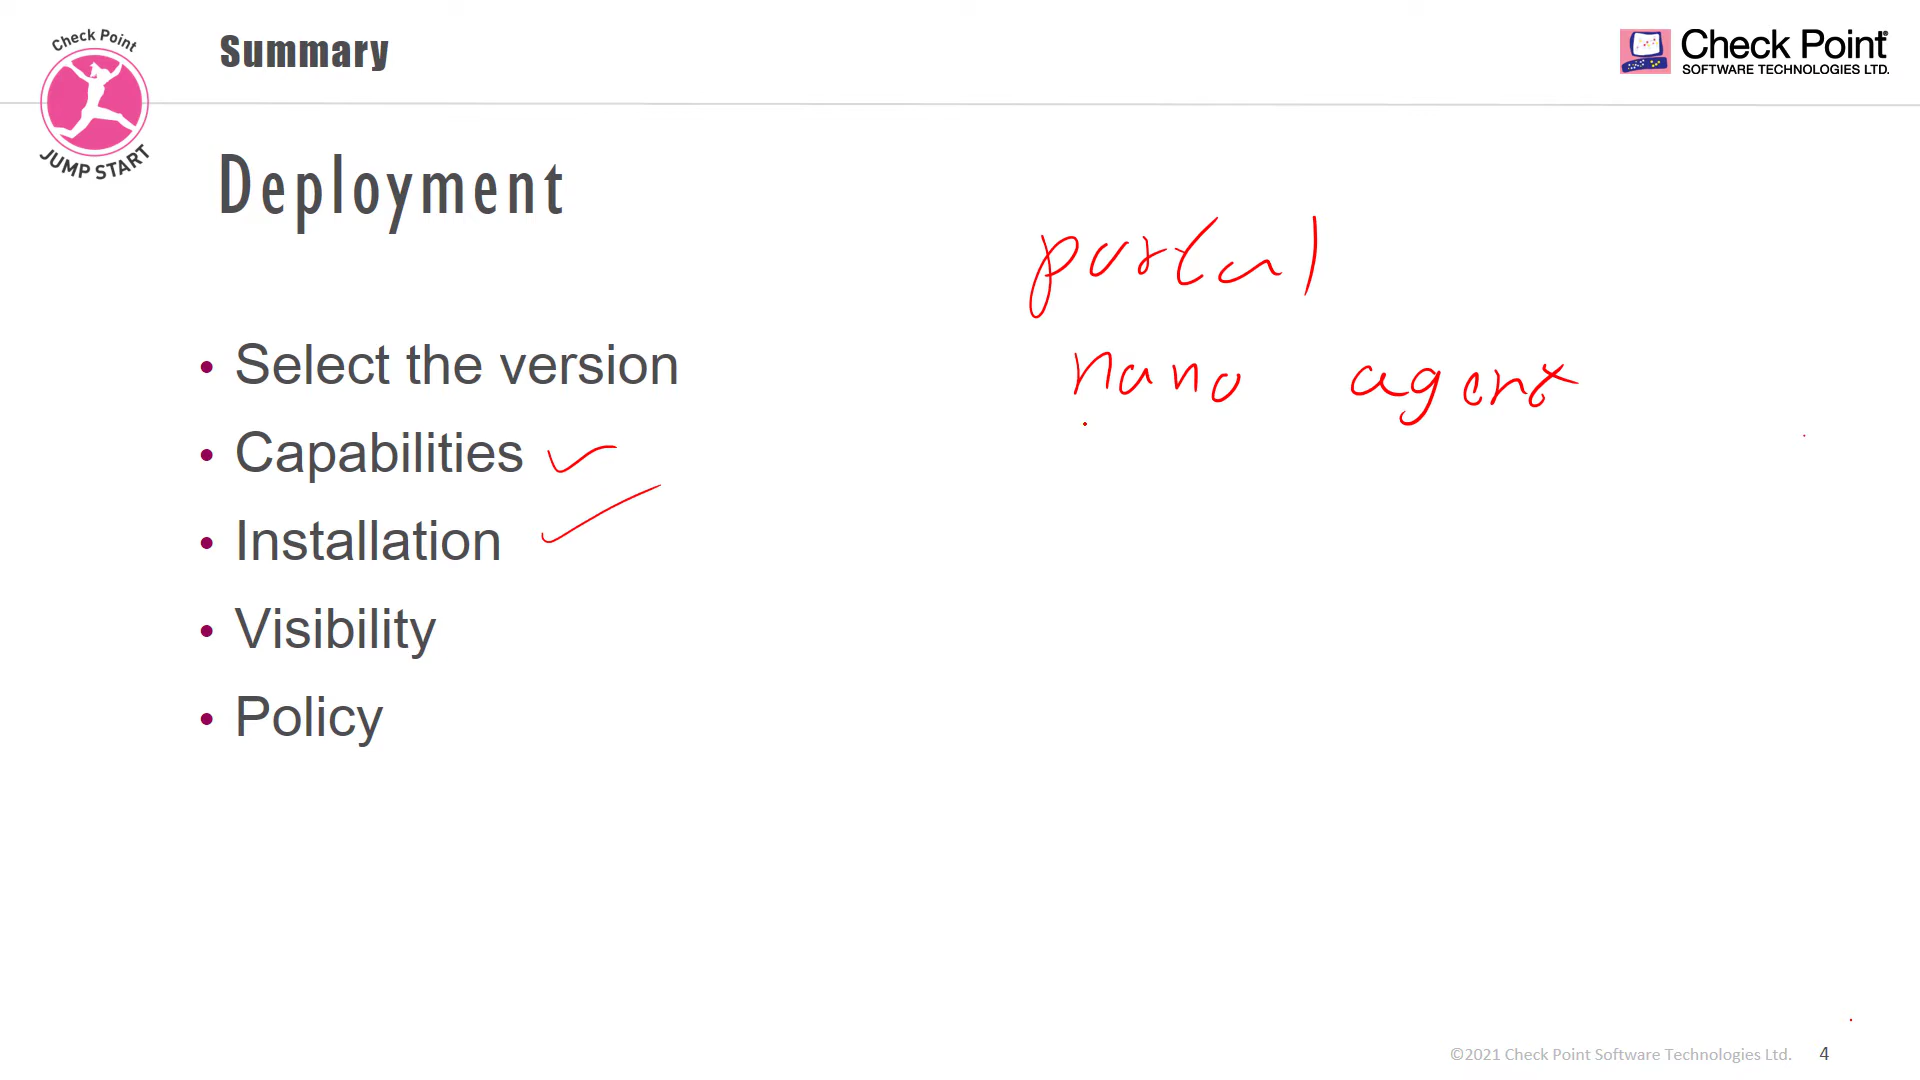 Check Point
JUMP START
Summary
Check Point
SOFTWARE TECHNOLOGIES LTD.
Deployment
portal
nano agent
• Select the version
• Capabilities
• Installation
• Visibility
• Policy
©2021 Check Point Software Technologies Ltd. 4